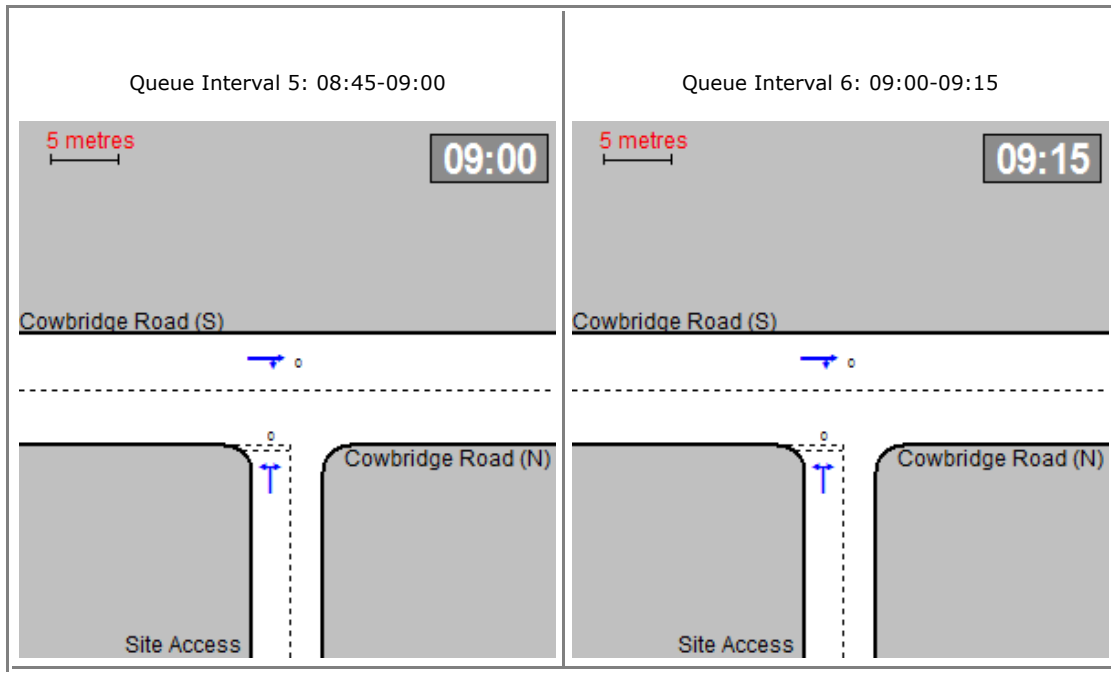 Queue Interval 5: 08:45-09:00
5 metres
09:00
Cowbridge Road (S)
0
0
Cowbridge Road (N)
Site Access
Queue Interval 6: 09:00-09:15
5 metres
09:15
Cowbridge Road (S)
0
0
Cowbridge Road (N)
Site Access